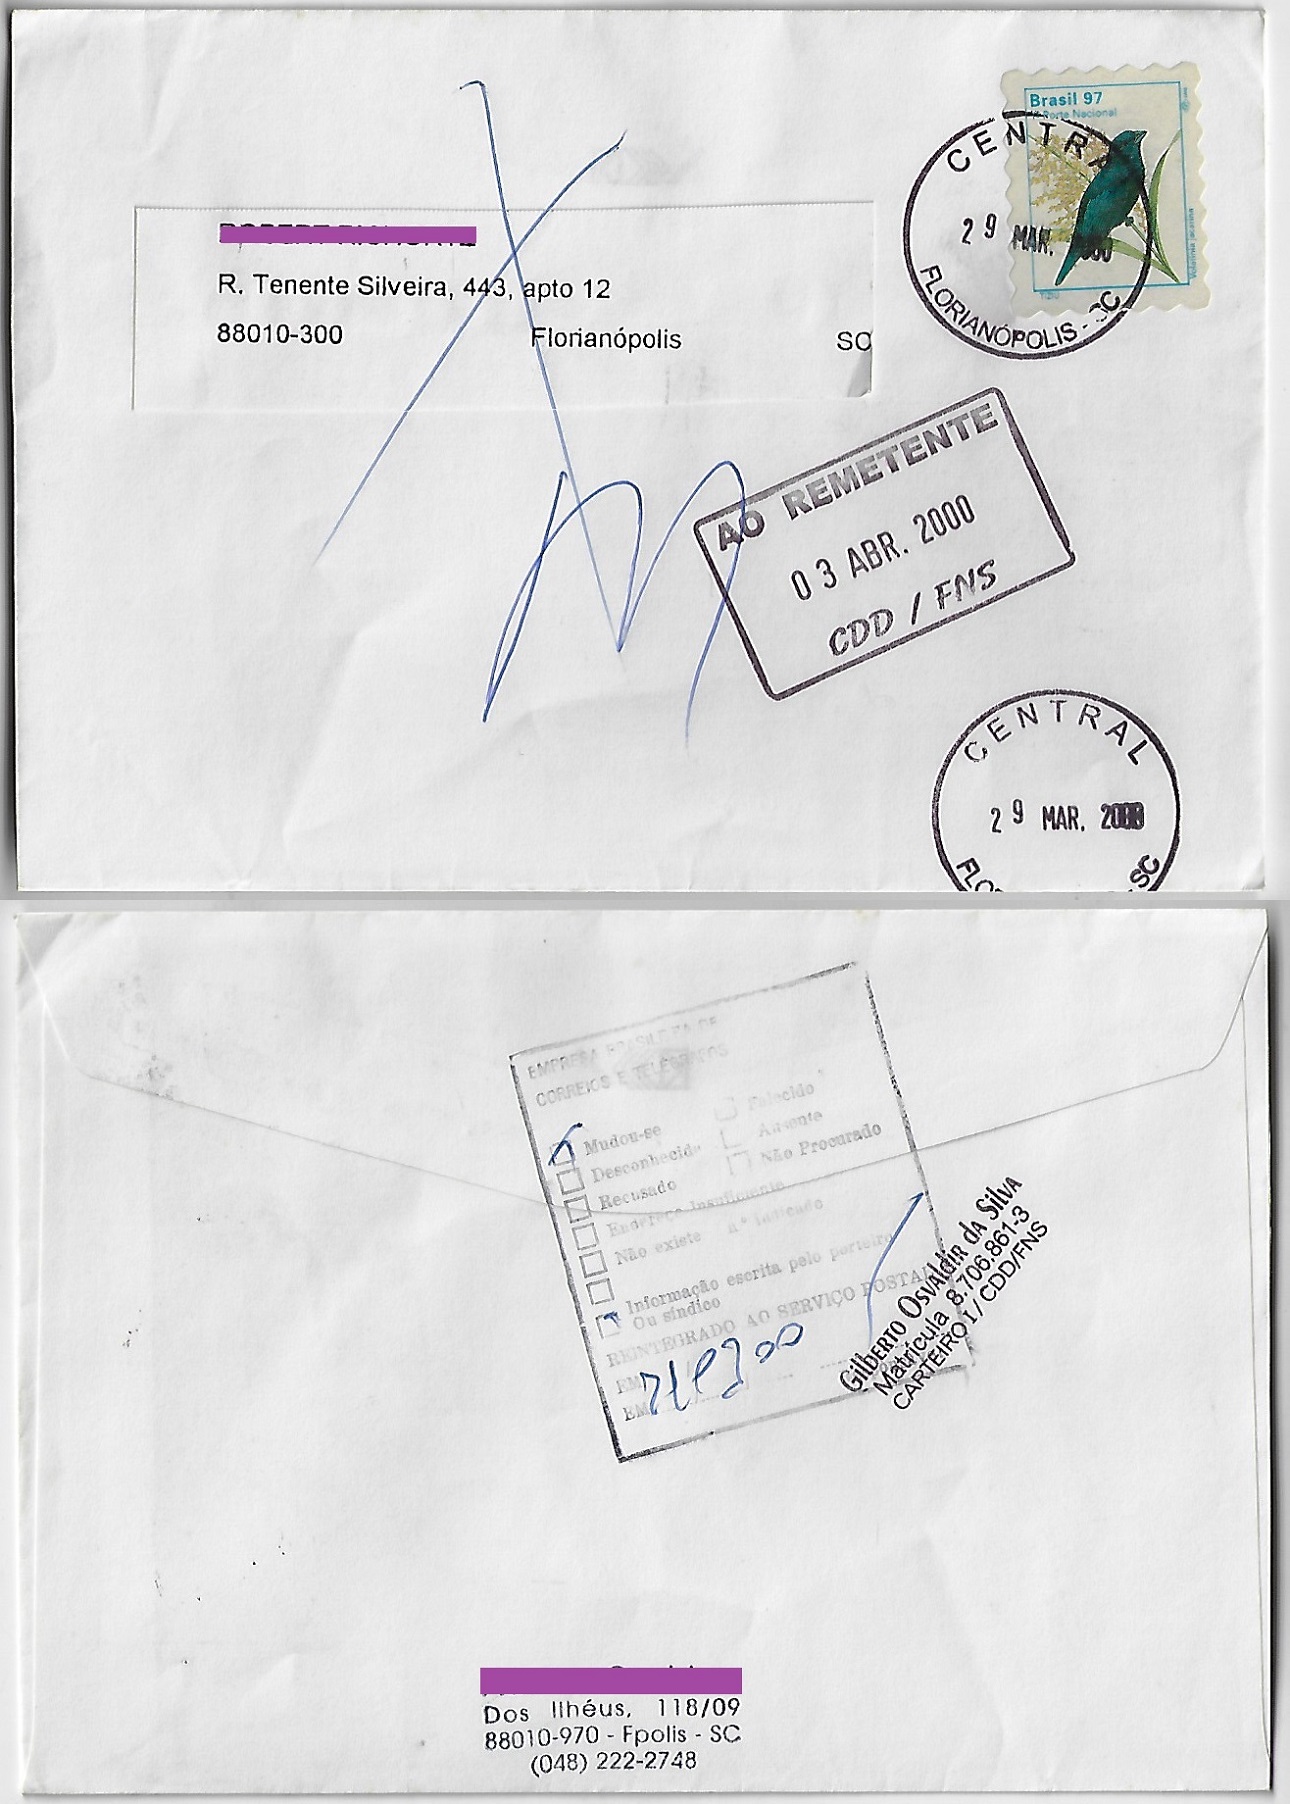 Brasil 97
1º Porte Nacional
Volatinia jacarina
CENTRAL
29 MAR.
FLORIANÓPOLIS - SC
R. Tenente Silveira, 443, apto 12
88010-300 Florianópolis SC
AO REMETENTE
03 ABR. 2000
CDD / FNS
CENTRAL
29 MAR. 2000
SC
EMPRESA BRASILEIRA DE
CORREIOS E TELÉGRAFOS
Mudou-se
Desconhecido
Recusado
Endereço Insuficiente
Não existe nº indicado
Falecido
Ausente
Não Procurado
Informação escrita pelo porteiro
Ou síndico
REINTEGRADO AO SERVIÇO POSTAL
EM
EM
Gilberto Osvaldir da Silva
Matrícula 8.706.861-3
CARTEIRO I / CDD/FNS
Dos Ilhéus, 118/09
88010-970 - Fpolis - SC
(048) 222-2748